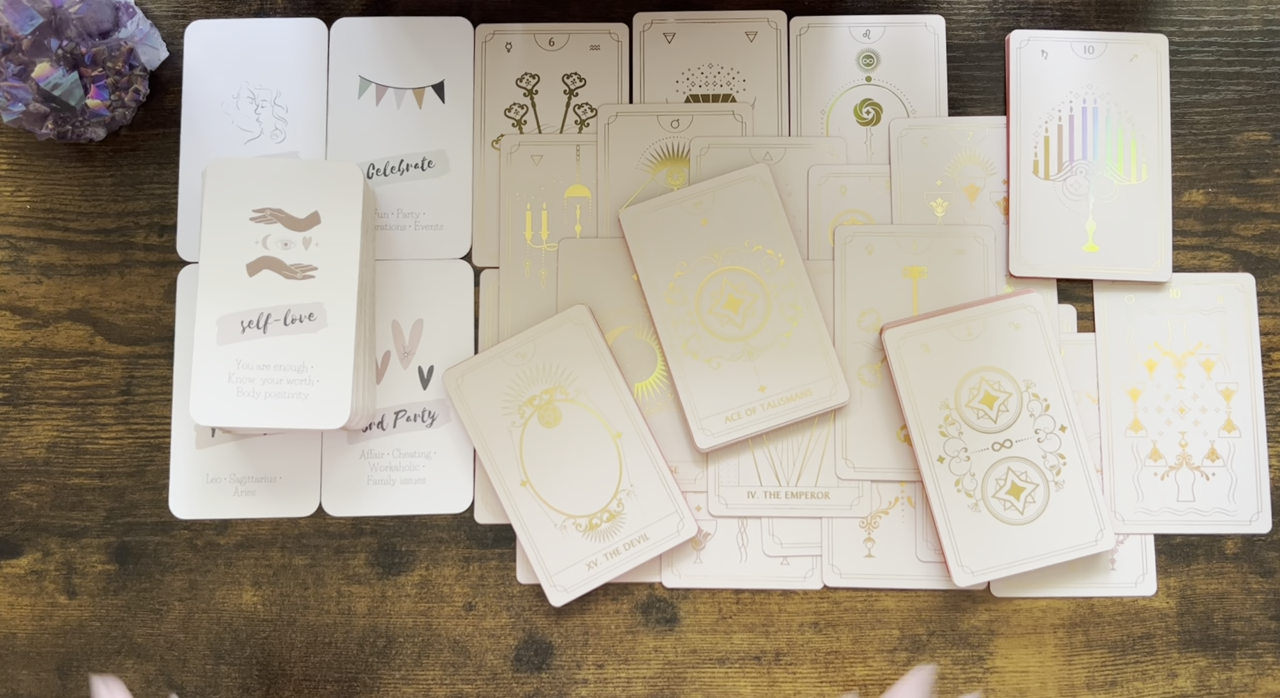 Celebrate
Fun • Party •
Events
self-love
You are enough •
Know your worth •
Body positivity
Party
Affair • Cheating •
Workaholic •
Family issues
Leo • Sagittarius •
Aries
6
10
10
ACE OF TALISMANS
IV. THE EMPEROR
XV. THE DEVIL